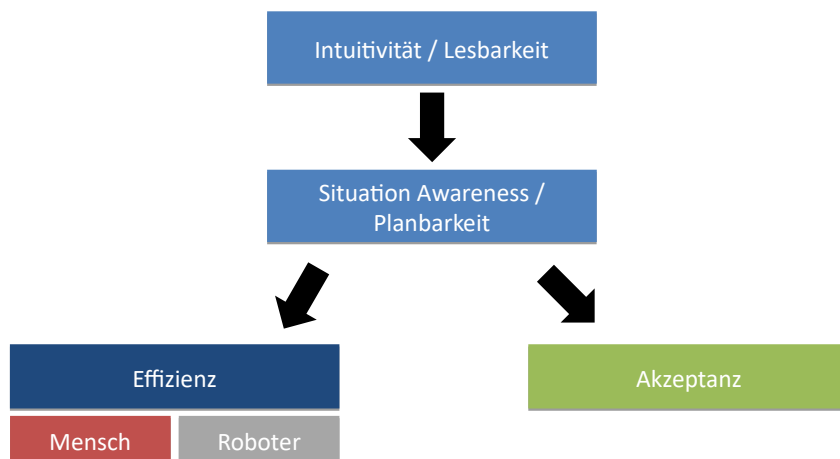 Intuitivität / Lesbarkeit
Situation Awareness /
Planbarkeit
Effizienz
Akzeptanz
Mensch
Roboter